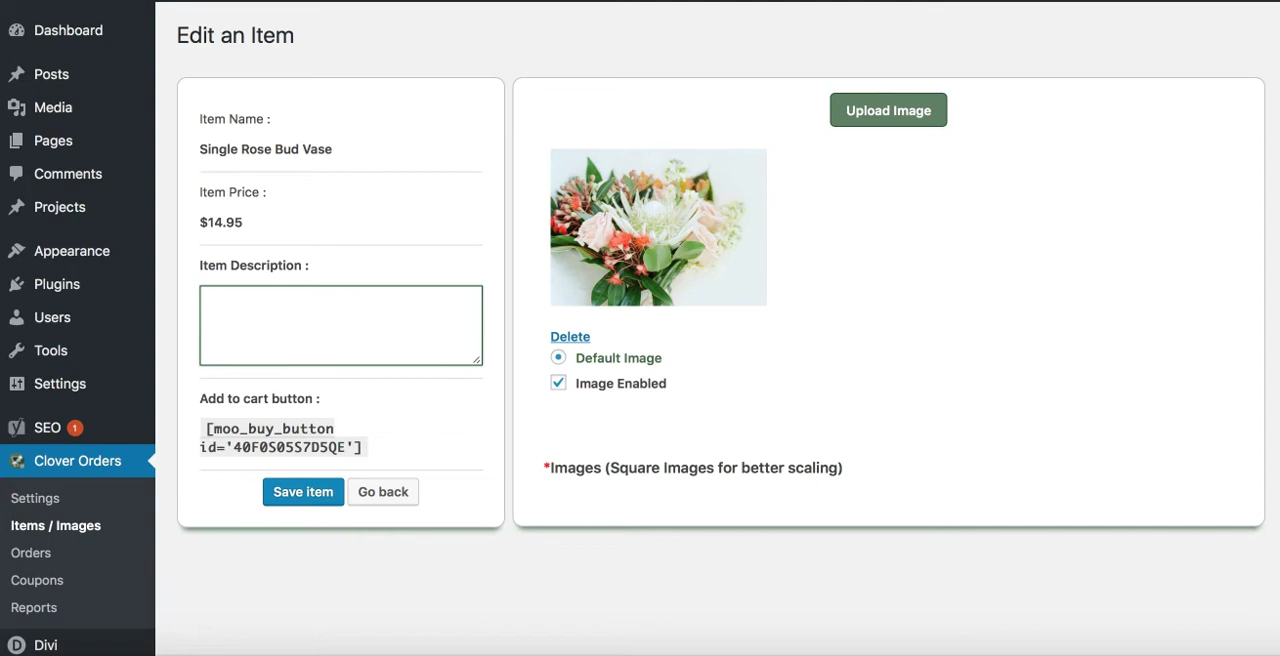 Dashboard
Posts
Media
Pages
Comments
Projects
Appearance
Plugins
Users
Tools
Settings
SEO 1
Clover Orders
Settings
Items / Images
Orders
Coupons
Reports
Divi
Edit an Item
Item Name :
Single Rose Bud Vase
Item Price :
$14.95
Item Description :
Add to cart button :
[moo_buy_button
id='40F0S05S7D5QE']
Save item
Go back
Upload Image
Delete
Default Image
Image Enabled
*Images (Square Images for better scaling)